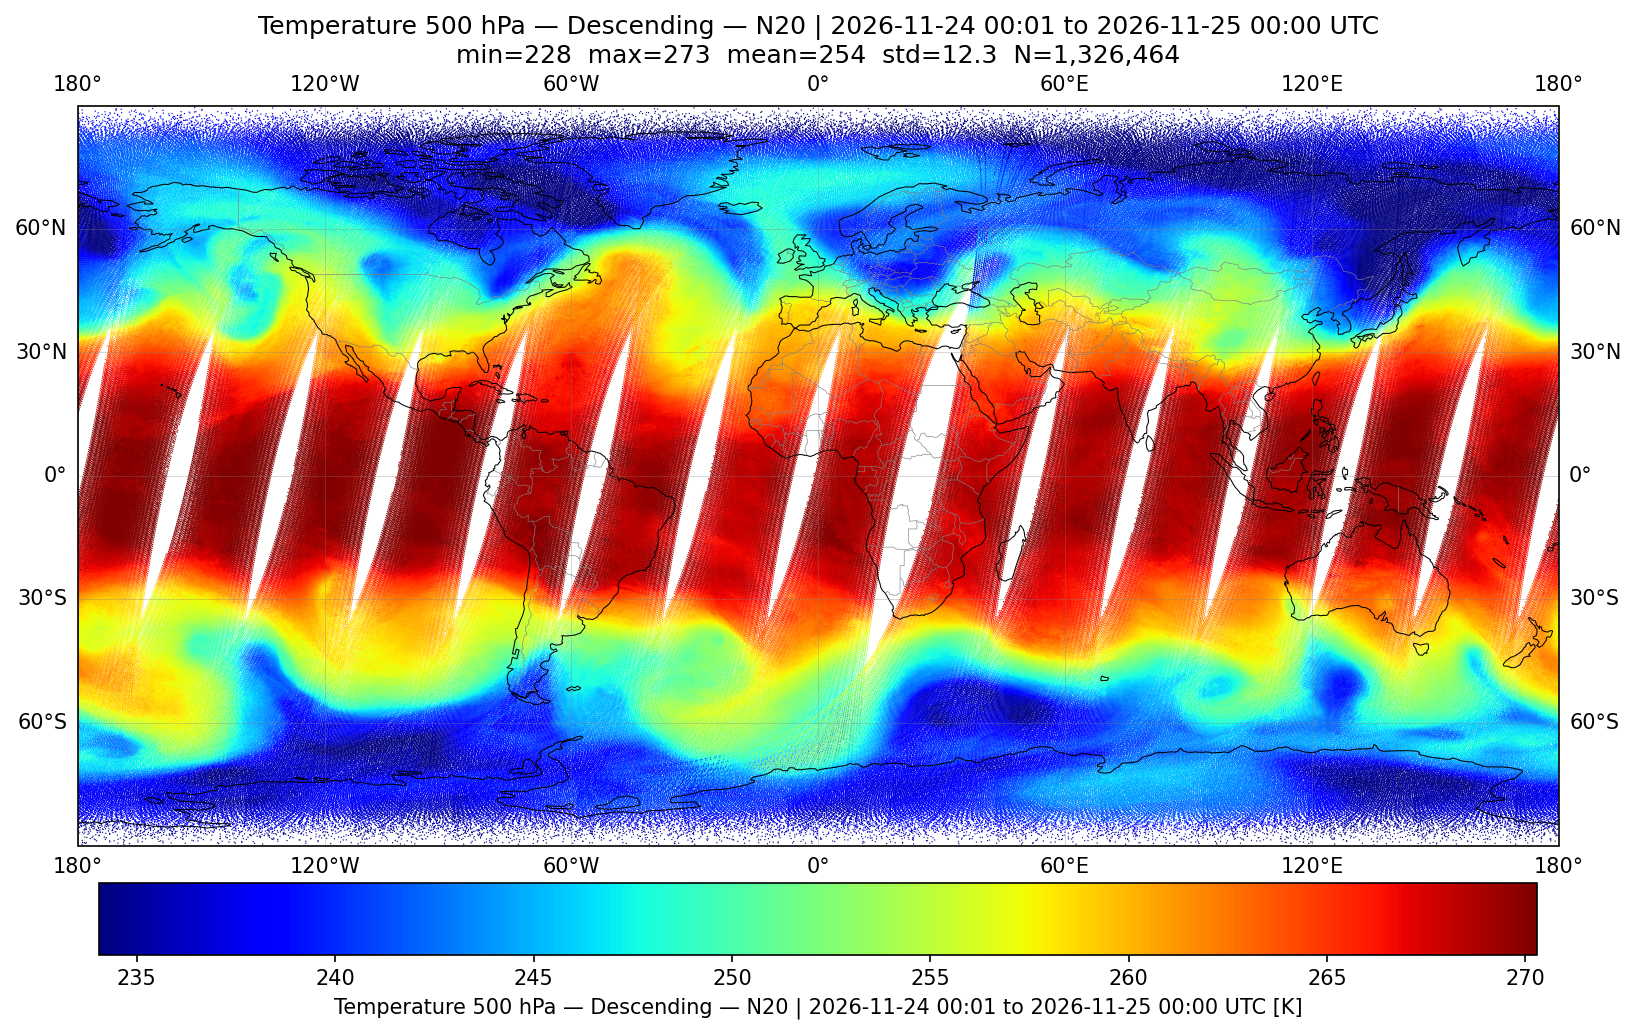 Temperature 500 hPa — Descending — N20 | 2026-11-24 00:01 to 2026-11-25 00:00 UTC
min=228  max=273  mean=254  std=12.3  N=1,326,464
180° 120°W 60°W 0° 60°E 120°E 180°
60°N 60°N
30°N 30°N
0° 0°
30°S 30°S
60°S 60°S
180° 120°W 60°W 0° 60°E 120°E 180°
235 240 245 250 255 260 265 270
Temperature 500 hPa — Descending — N20 | 2026-11-24 00:01 to 2026-11-25 00:00 UTC [K]